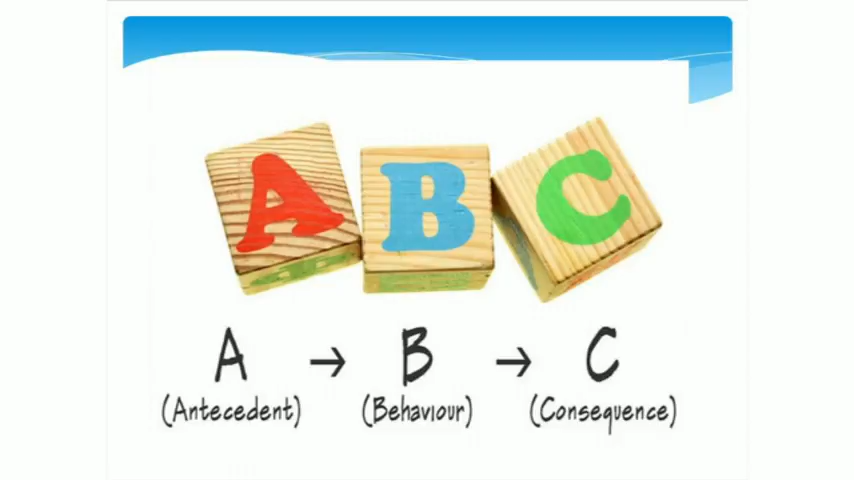 A B C
A → B → C
(Antecedent) (Behaviour) (Consequence)